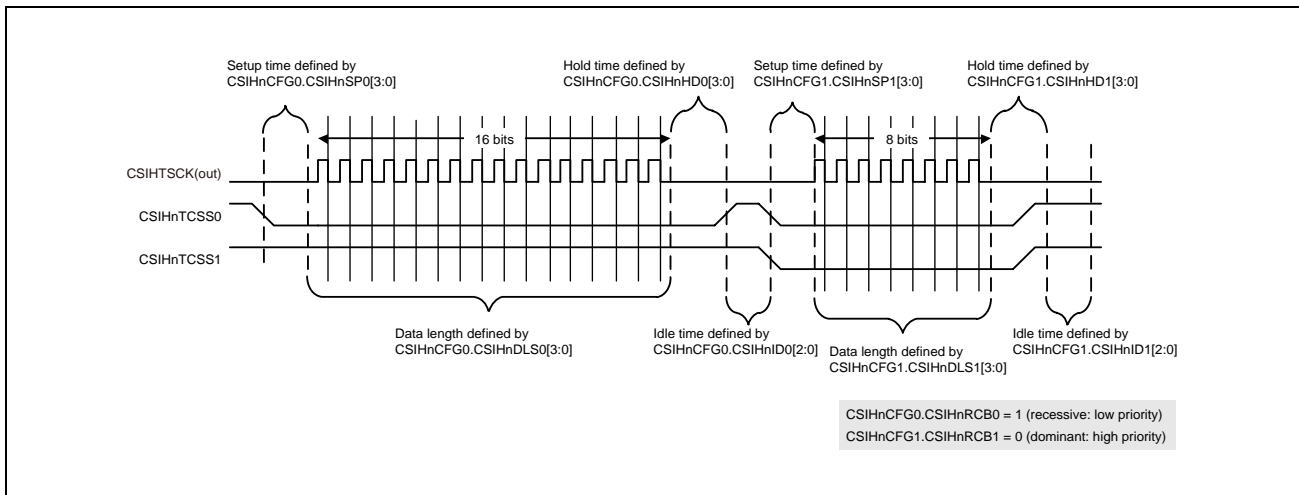 Setup time defined by
CSIHnCFG0.CSIHnSP0[3:0]
Hold time defined by
CSIHnCFG0.CSIHnHD0[3:0]
Setup time defined by
CSIHnCFG1.CSIHnSP1[3:0]
Hold time defined by
CSIHnCFG1.CSIHnHD1[3:0]
16 bits
8 bits
CSIHTSCK(out)
CSIHnTCSS0
CSIHnTCSS1
Data length defined by
CSIHnCFG0.CSIHnDLS0[3:0]
Idle time defined by
CSIHnCFG0.CSIHnID0[2:0]
Data length defined by
CSIHnCFG1.CSIHnDLS1[3:0]
Idle time defined by
CSIHnCFG1.CSIHnID1[2:0]
CSIHnCFG0.CSIHnRCB0 = 1 (recessive: low priority)
CSIHnCFG1.CSIHnRCB1 = 0 (dominant: high priority)